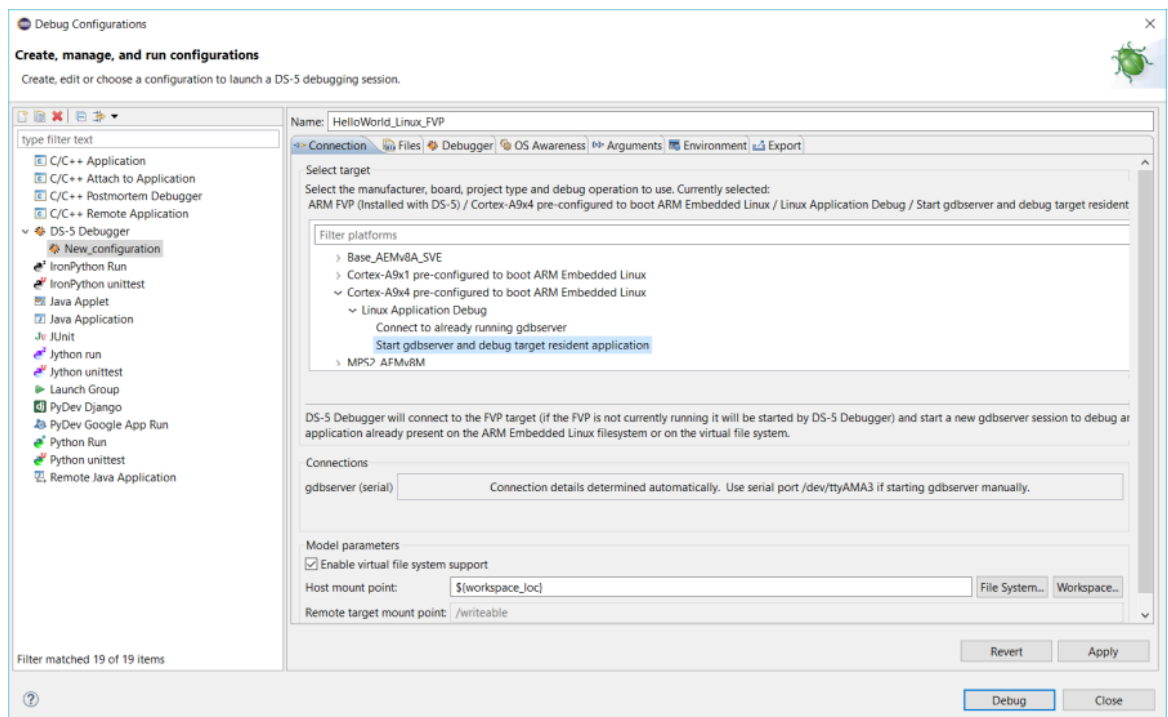 Debug Configurations
Create, manage, and run configurations
Create, edit or choose a configuration to launch a DS-5 debugging session.
type filter text
C/C++ Application
C/C++ Attach to Application
C/C++ Postmortem Debugger
C/C++ Remote Application
DS-5 Debugger
New_configuration
IronPython Run
IronPython unittest
Java Applet
Java Application
JUnit
Jython run
Jython unittest
Launch Group
PyDev Django
PyDev Google App Run
Python Run
Python unittest
Remote Java Application
Filter matched 19 of 19 items
Name: HelloWorld_Linux_FVP
Connection Files Debugger OS Awareness Arguments Environment Export
Select target
Select the manufacturer, board, project type and debug operation to use. Currently selected:
ARM FVP (Installed with DS-5) / Cortex-A9x4 pre-configured to boot ARM Embedded Linux / Linux Application Debug / Start gdbserver and debug target resident
Filter platforms
Base_AEMv8A_SVE
Cortex-A9x1 pre-configured to boot ARM Embedded Linux
Cortex-A9x4 pre-configured to boot ARM Embedded Linux
Linux Application Debug
Connect to already running gdbserver
Start gdbserver and debug target resident application
MPS2_AEMv8M
DS-5 Debugger will connect to the FVP target (if the FVP is not currently running it will be started by DS-5 Debugger) and start a new gdbserver session to debug ar
application already present on the ARM Embedded Linux filesystem or on the virtual file system.
Connections
gdbserver (serial) Connection details determined automatically. Use serial port /dev/ttyAMA3 if starting gdbserver manually.
Model parameters
Enable virtual file system support
Host mount point: ${workspace_loc} File System... Workspace...
Remote target mount point: /writeable
Revert Apply
Debug Close